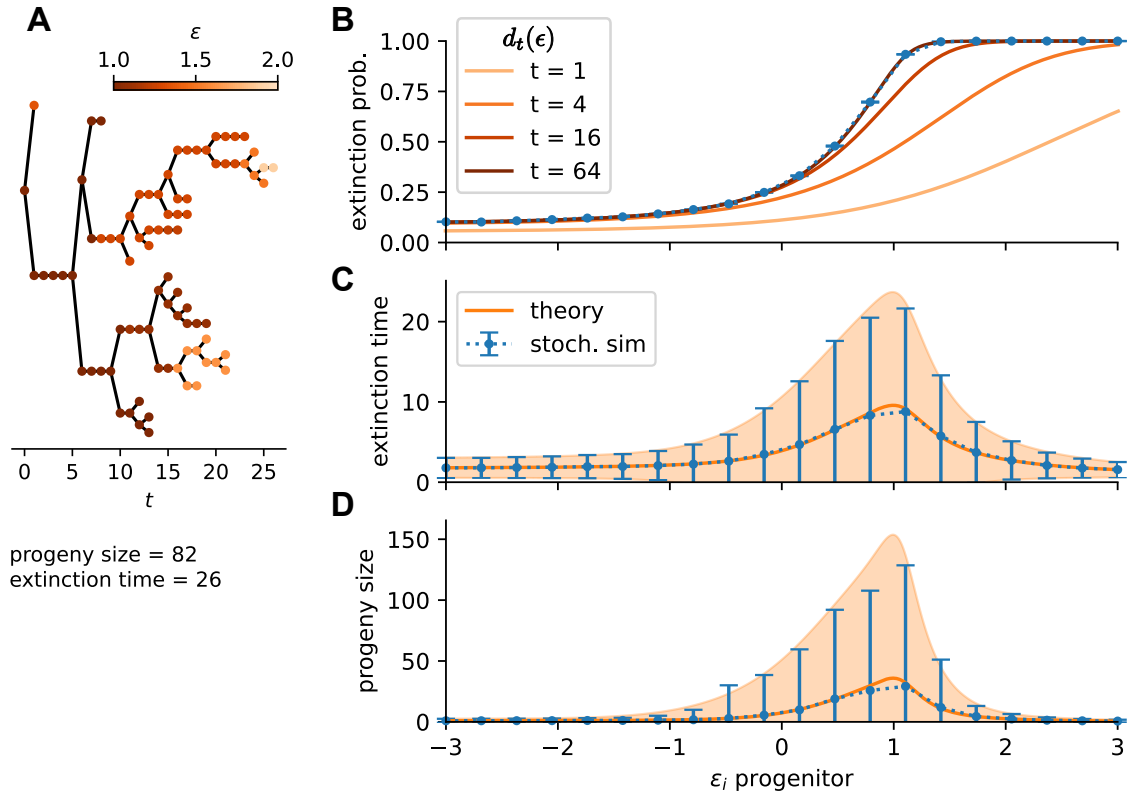 A
ε
1.0 1.5 2.0
0 5 10 15 20 25
t
progeny size = 82
extinction time = 26
B
extinction prob.
1.00
0.75
0.50
0.25
0.00
d_t(ϵ)
t = 1
t = 4
t = 16
t = 64
C
extinction time
20
10
0
theory
stoch. sim
D
progeny size
150
100
50
0
−3 −2 −1 0 1 2 3
ε_i progenitor